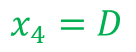 x₄ = D